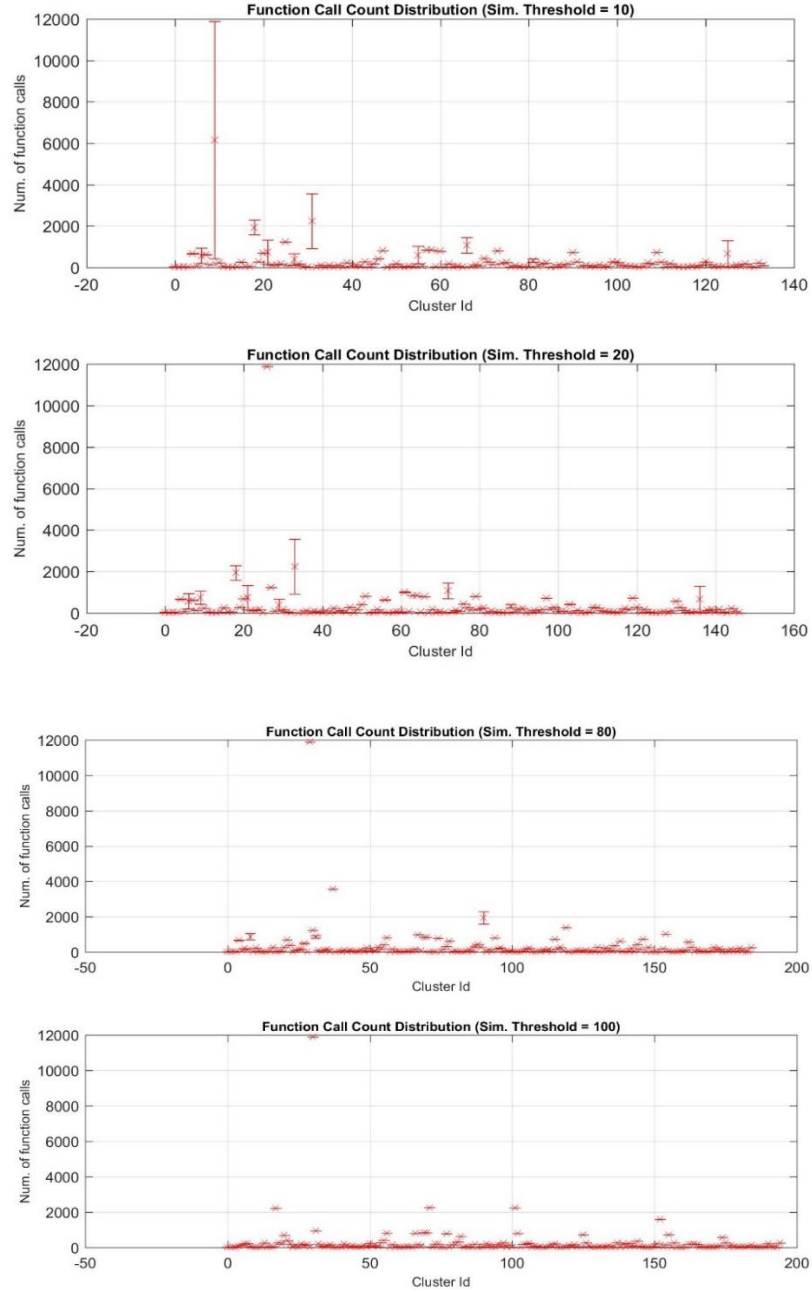 Function Call Count Distribution (Sim. Threshold = 10)
12000
10000
8000
6000
4000
2000
0
Num. of function calls
-20 0 20 40 60 80 100 120 140
Cluster Id
Function Call Count Distribution (Sim. Threshold = 20)
12000
10000
8000
6000
4000
2000
0
Num. of function calls
-20 0 20 40 60 80 100 120 140 160
Cluster Id
Function Call Count Distribution (Sim. Threshold = 80)
12000
10000
8000
6000
4000
2000
0
Num. of function calls
-50 0 50 100 150 200
Cluster Id
Function Call Count Distribution (Sim. Threshold = 100)
12000
10000
8000
6000
4000
2000
0
Num. of function calls
-50 0 50 100 150 200
Cluster Id